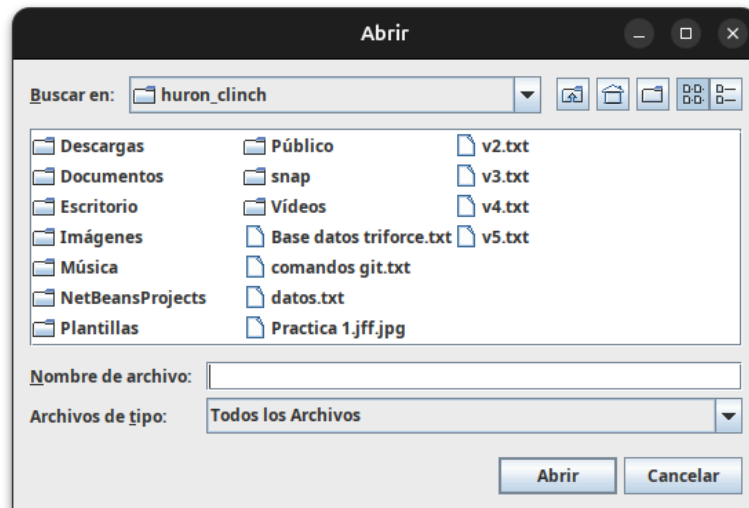 Abrir
Buscar en: huron_clinch
Descargas
Documentos
Escritorio
Imágenes
Música
NetBeansProjects
Plantillas
Público
snap
Vídeos
Base datos triforce.txt
comandos git.txt
datos.txt
Practica 1.jff.jpg
v2.txt
v3.txt
v4.txt
v5.txt
Nombre de archivo:
Archivos de tipo: Todos los Archivos
Abrir Cancelar